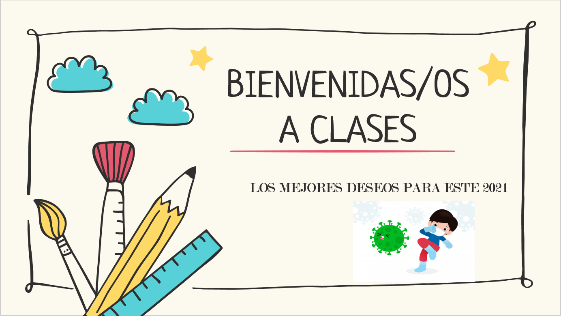 BIENVENIDAS/OS
A CLASES
LOS MEJORES DESEOS PARA ESTE 2021